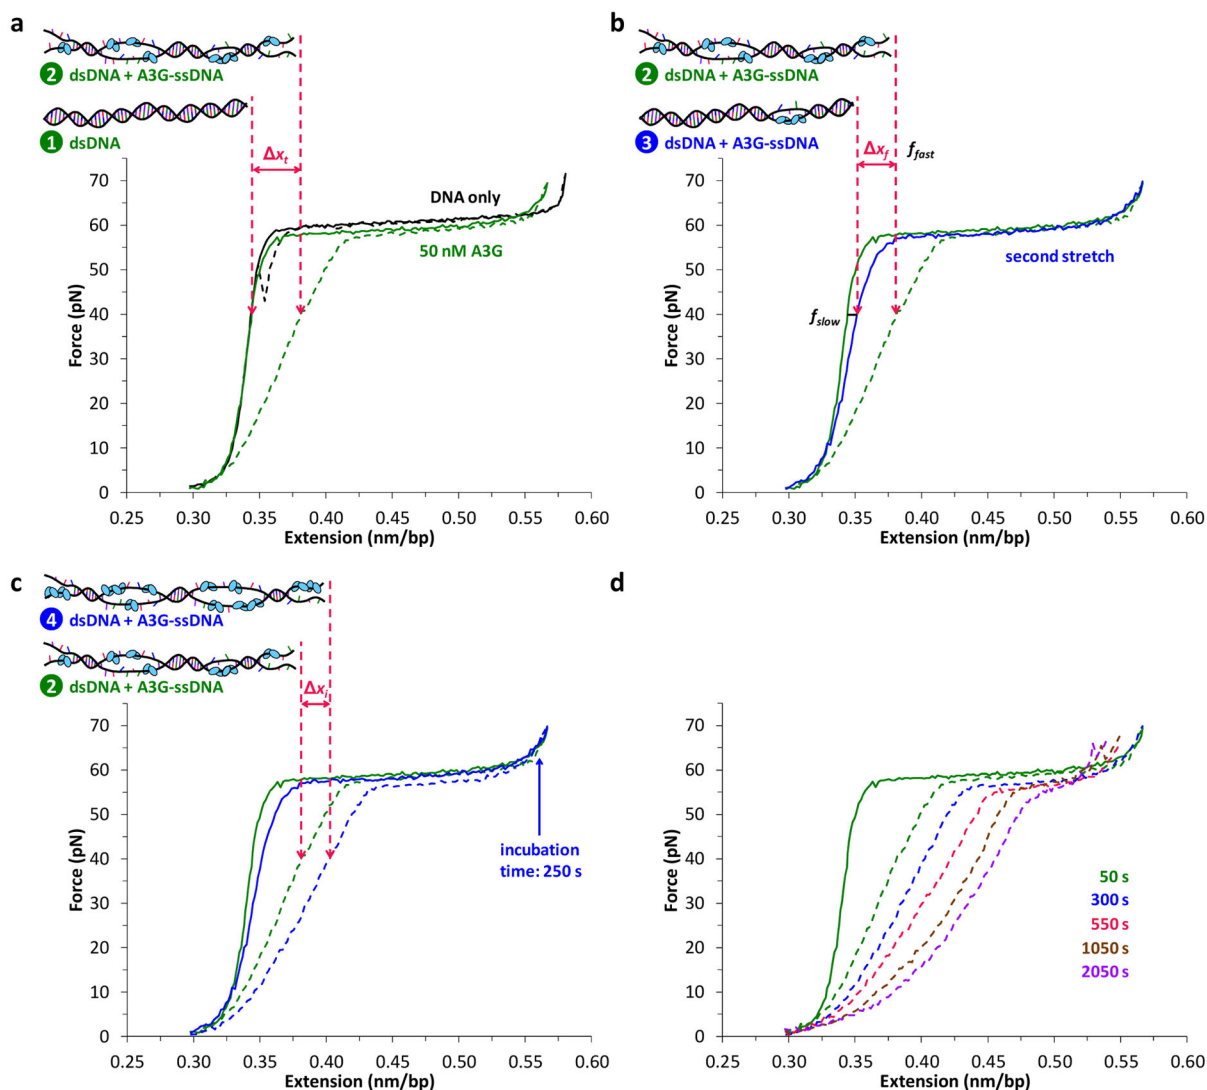 a
2 dsDNA + A3G-ssDNA
1 dsDNA
Δxt
70
60
50
40
30
20
10
0
Force (pN)
DNA only
50 nM A3G
0.25 0.30 0.35 0.40 0.45 0.50 0.55 0.60
Extension (nm/bp)
b
2 dsDNA + A3G-ssDNA
3 dsDNA + A3G-ssDNA
Δxf
ffast
70
60
50
40
30
20
10
0
Force (pN)
second stretch
fslow
0.25 0.30 0.35 0.40 0.45 0.50 0.55 0.60
Extension (nm/bp)
c
4 dsDNA + A3G-ssDNA
2 dsDNA + A3G-ssDNA
Δxi
70
60
50
40
30
20
10
0
Force (pN)
incubation
time: 250 s
0.25 0.30 0.35 0.40 0.45 0.50 0.55 0.60
Extension (nm/bp)
d
70
60
50
40
30
20
10
0
Force (pN)
50 s
300 s
550 s
1050 s
2050 s
0.25 0.30 0.35 0.40 0.45 0.50 0.55 0.60
Extension (nm/bp)